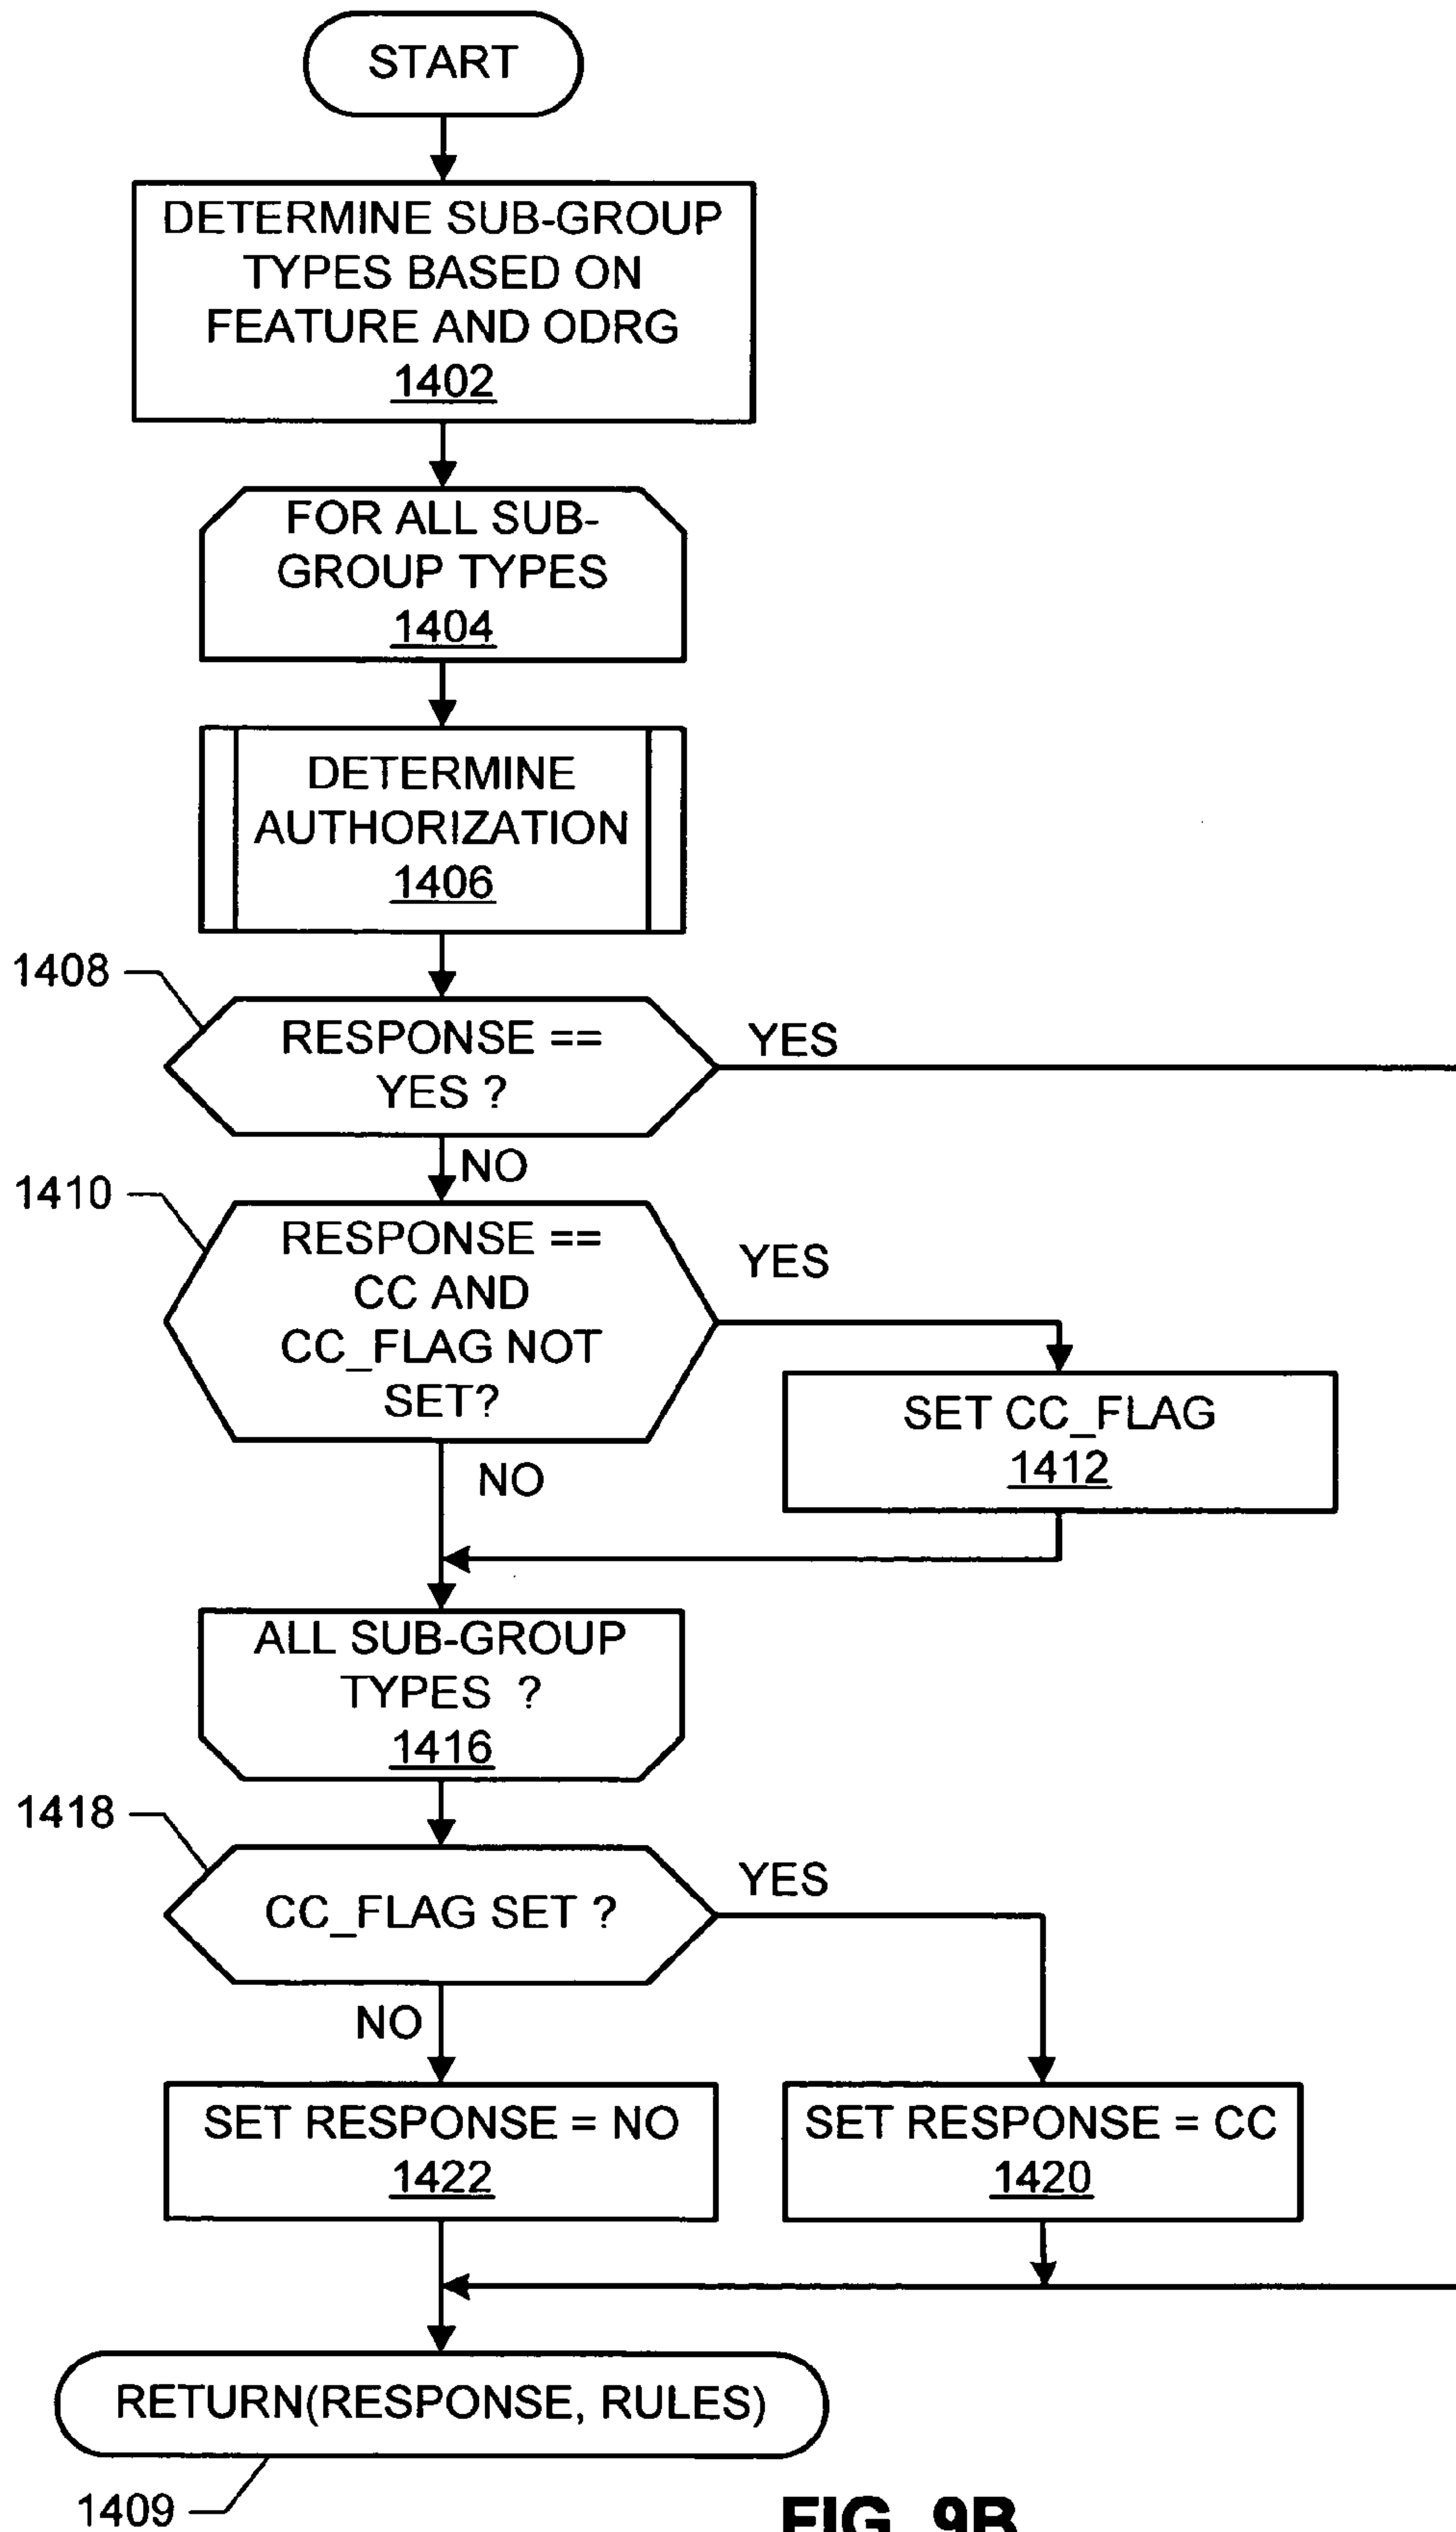 START
DETERMINE SUB-GROUP
TYPES BASED ON
FEATURE AND ODRG
1402
FOR ALL SUB-
GROUP TYPES
1404
DETERMINE
AUTHORIZATION
1406
1408
RESPONSE ==
YES ?
YES
NO
1410
RESPONSE ==
CC AND
CC_FLAG NOT
SET?
YES
NO
SET CC_FLAG
1412
ALL SUB-GROUP
TYPES ?
1416
1418
CC_FLAG SET ?
YES
NO
SET RESPONSE = NO
1422
SET RESPONSE = CC
1420
RETURN(RESPONSE, RULES)
1409
FIG. 9B